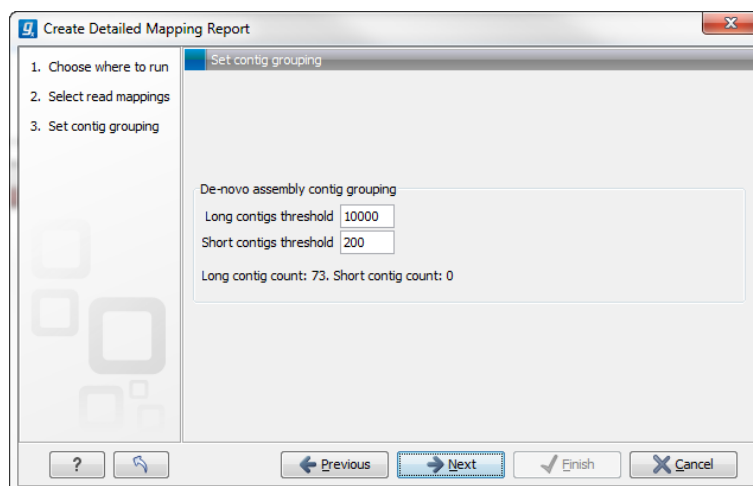 Create Detailed Mapping Report
1. Choose where to run
2. Select read mappings
3. Set contig grouping
Set contig grouping
De-novo assembly contig grouping
Long contigs threshold 10000
Short contigs threshold 200
Long contig count: 73. Short contig count: 0
? Previous Next Finish Cancel